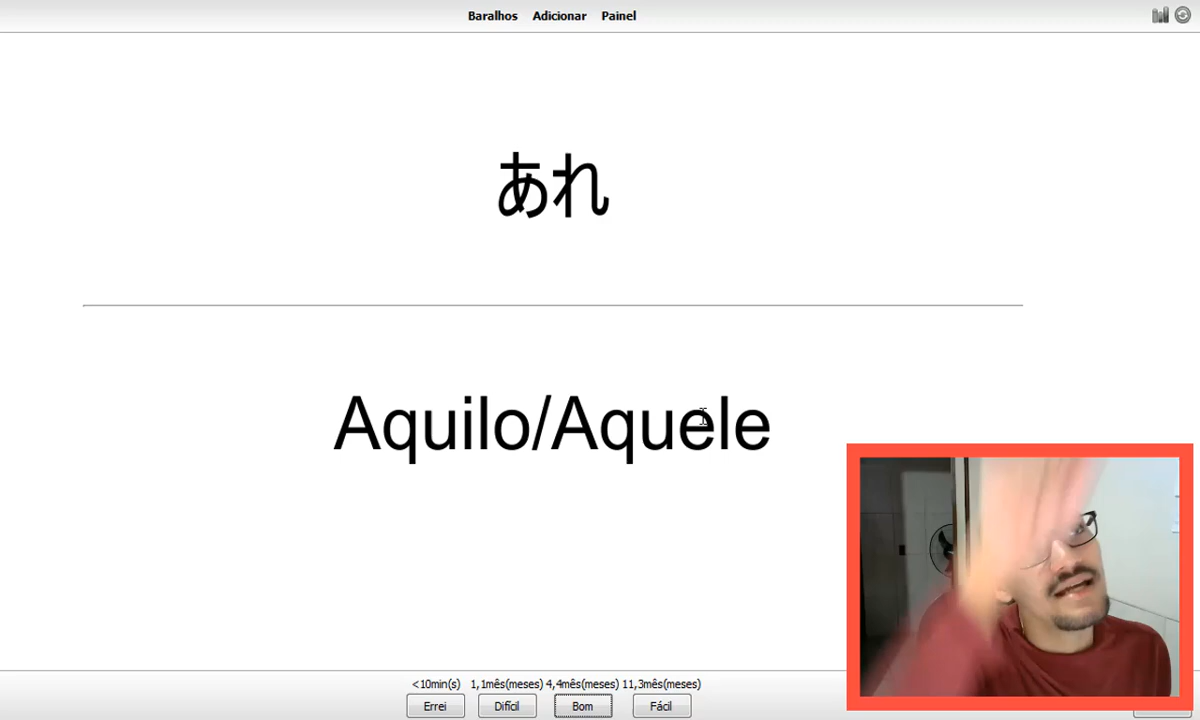 Baralhos Adicionar Painel
あれ
Aquilo/Aquele
<10min(s) 1,1mês(meses) 4,4mês(meses) 11,3mês(meses)
Errei Difícil Bom Fácil